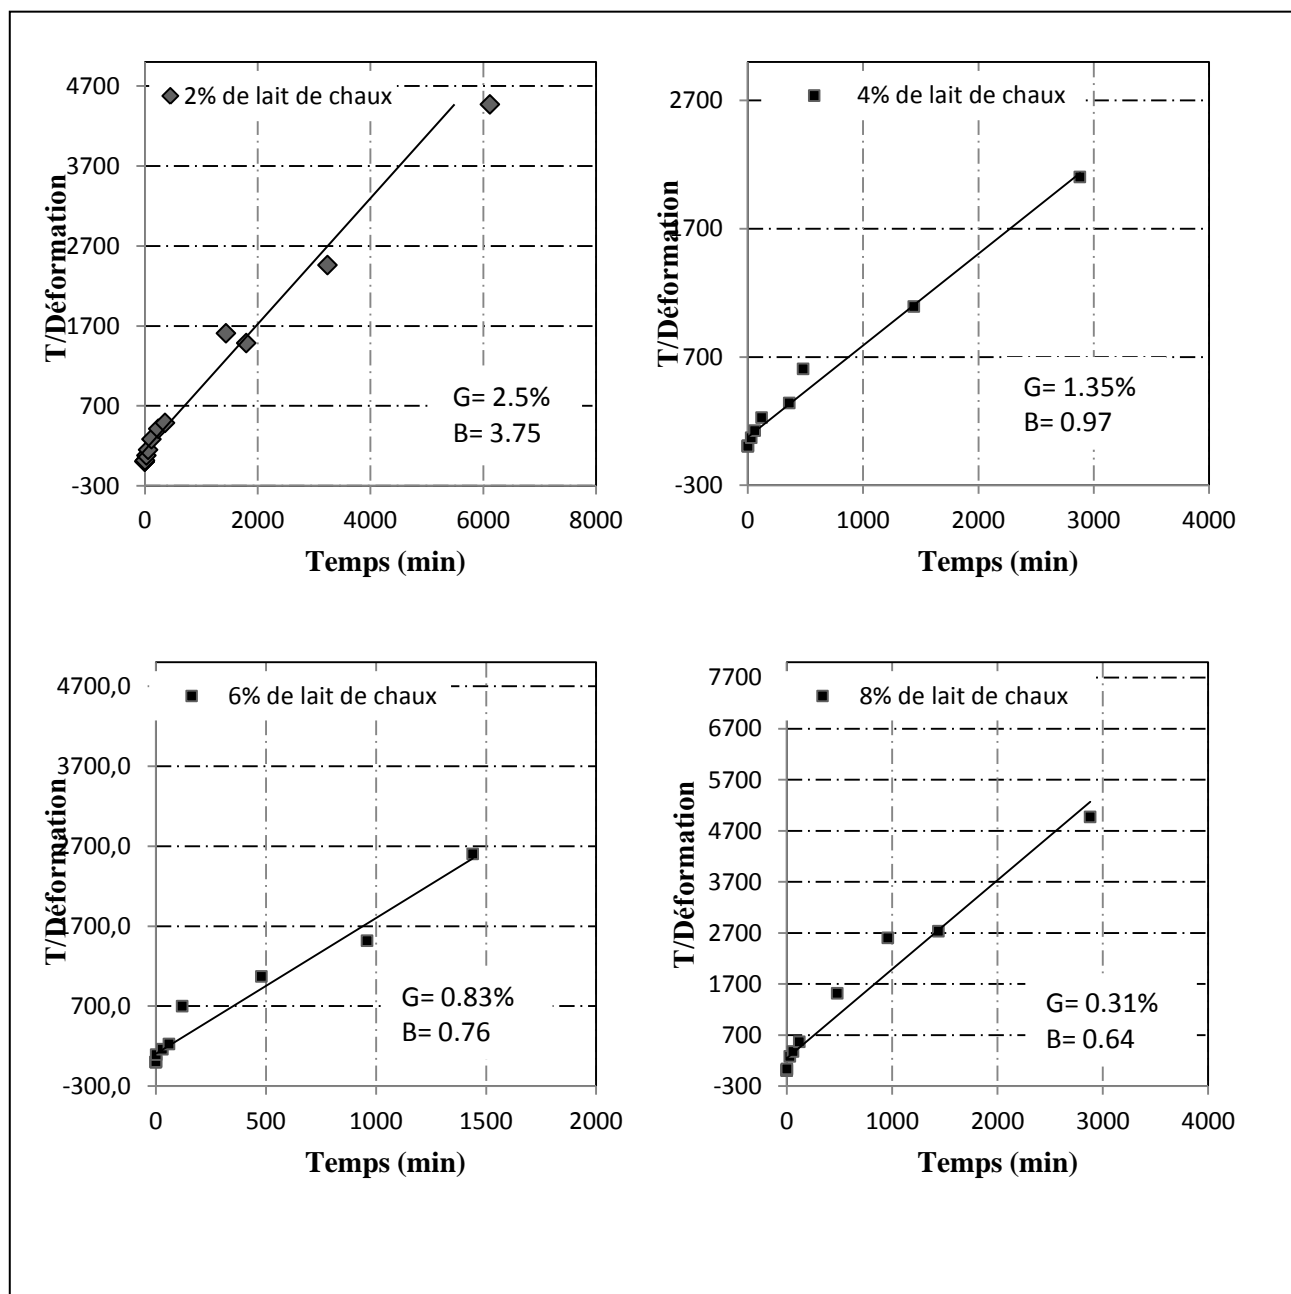 2% de lait de chaux
4700
3700
2700
1700
700
-300
T/Déformation
G= 2.5%
B= 3.75
0 2000 4000 6000 8000
Temps (min)
4% de lait de chaux
2700
1700
700
-300
T/Déformation
G= 1.35%
B= 0.97
0 1000 2000 3000 4000
Temps (min)
6% de lait de chaux
4700,0
3700,0
2700,0
1700,0
700,0
-300,0
T/Déformation
G= 0.83%
B= 0.76
0 500 1000 1500 2000
Temps (min)
8% de lait de chaux
7700
6700
5700
4700
3700
2700
1700
700
-300
T/Déformation
G= 0.31%
B= 0.64
0 1000 2000 3000 4000
Temps (min)